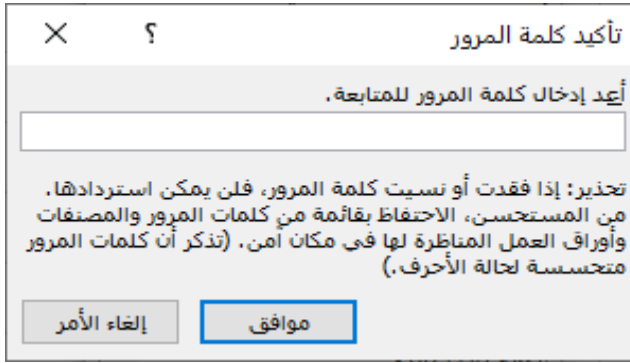 تأكيد كلمة المرور ؟
أعد إدخال كلمة المرور للمتابعة.
تحذير: إذا فقدت أو نسيت كلمة المرور، فلن يمكن استردادها.
من المستحسن، الاحتفاظ بقائمة من كلمات المرور والمصنفات
وأوراق العمل المناظرة لها في مكان آمن. (تذكر أن كلمات المرور
متحسسة لحالة الأحرف.)
موافق
إلغاء الأمر